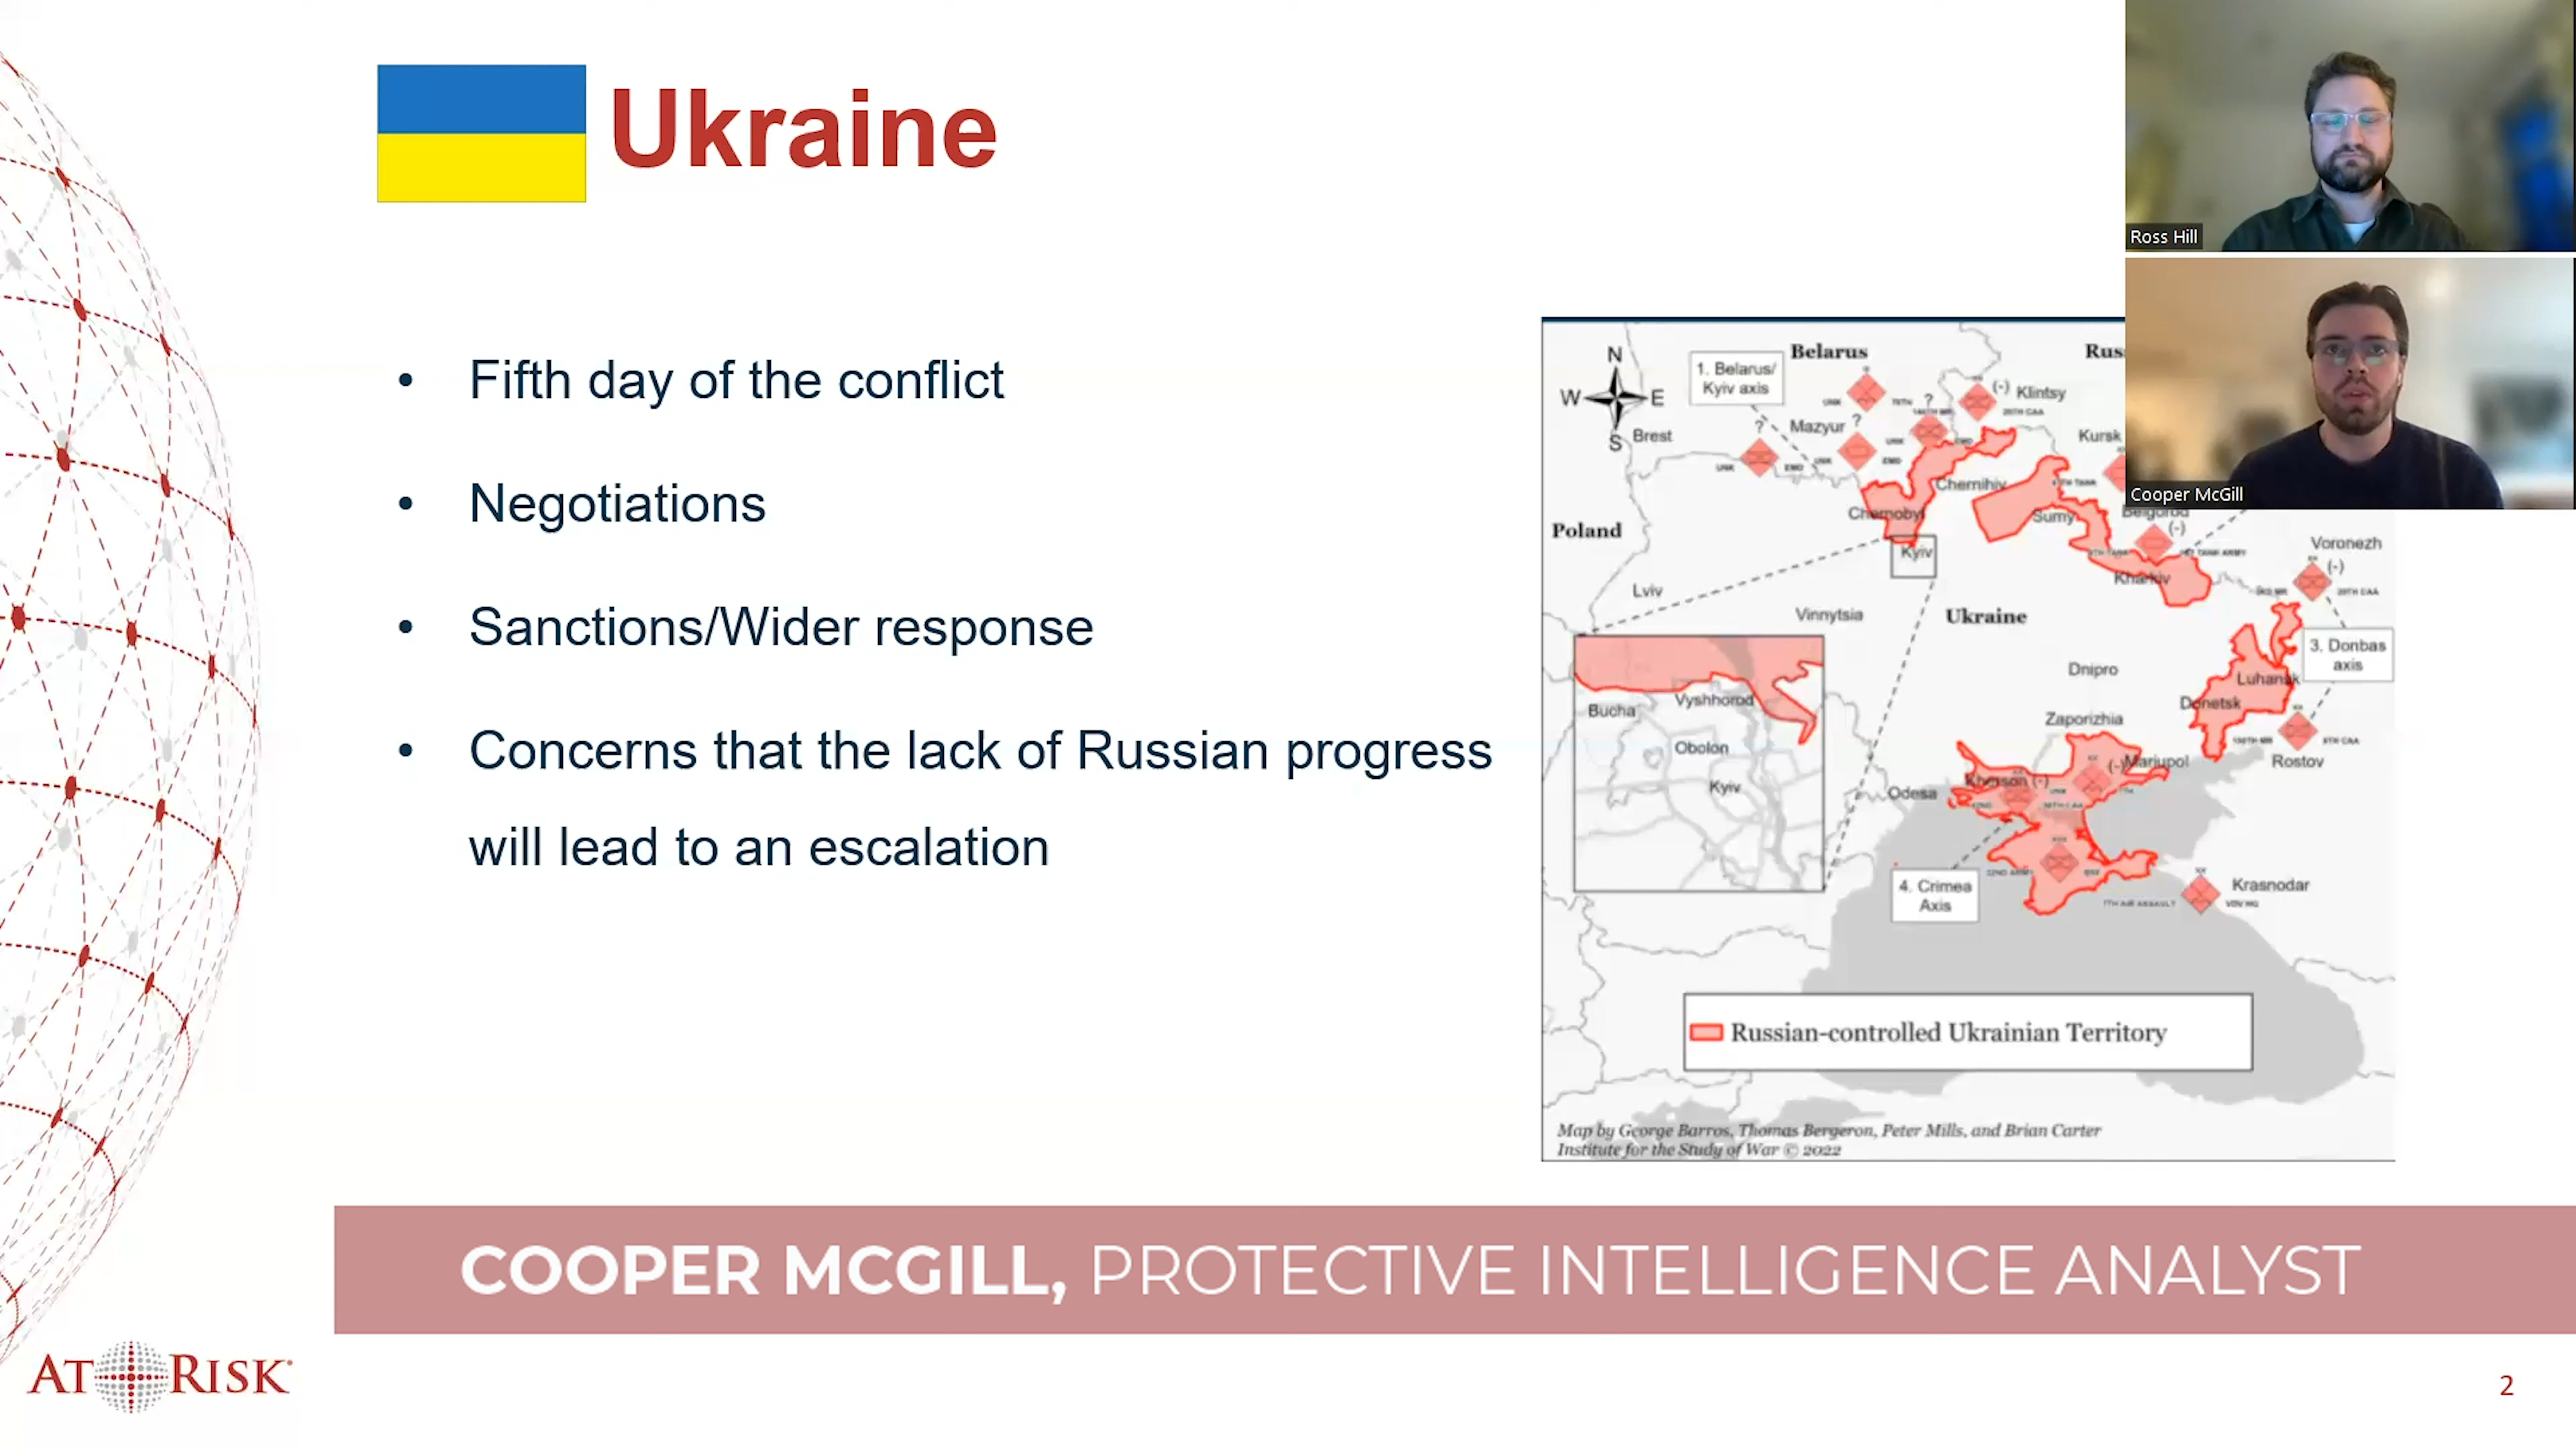 Ukraine
• Fifth day of the conflict
• Negotiations
• Sanctions/Wider response
• Concerns that the lack of Russian progress
will lead to an escalation
Ross Hill
Cooper McGill
N
W E
S
1. Belarus/
Kyiv axis
Belarus
Rus
(-) Klintsy
Mazyur ?
?
?
Brest
Kursk
Chernihiv
Chernobyl
Sumy
Belgorod
(-)
Poland
Kyiv
Voronezh
(-)
Kharkiv
Lviv
Vinnytsia
Ukraine
3. Donbas
axis
Dnipro
Luhansk
Donetsk
Zaporizhia
Bucha
Vyshhorod
Obolon
Kyiv
(-) Mariupol
Rostov
Kherson (-)
Odesa
4. Crimea
Axis
Krasnodar
Russian-controlled Ukrainian Territory
Map by George Barros, Thomas Bergeron, Peter Mills, and Brian Carter
Institute for the Study of War © 2022
COOPER MCGILL, PROTECTIVE INTELLIGENCE ANALYST
AT RISK
2